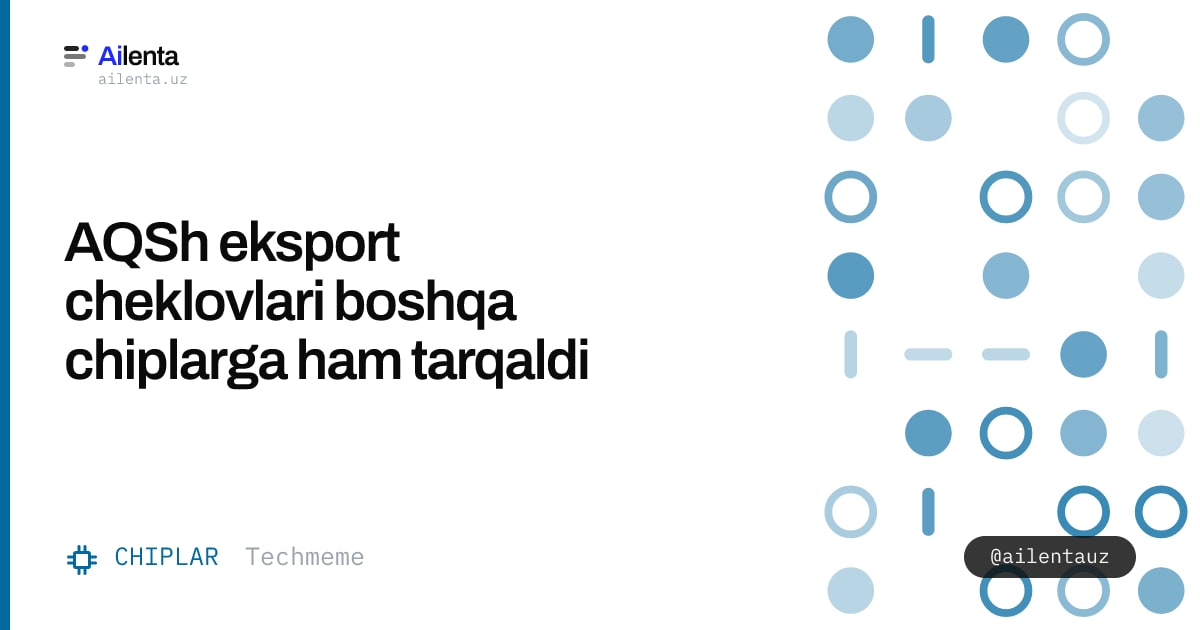 Ailenta
ailenta.uz
AQSh eksport
cheklovlari boshqa
chiplarga ham tarqaldi
CHIPLAR Techmeme
@ailentauz